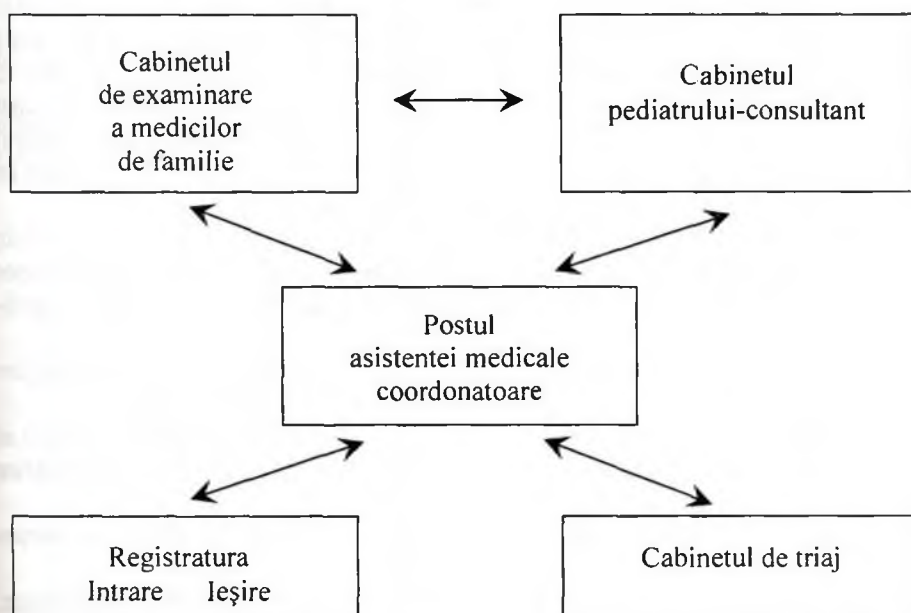 Cabinetul
de examinare
a medicilor
de familie
Cabinetul
pediatrului-consultant
Postul
asistentei medicale
coordonatoare
Registratura
Intrare Ieşire
Cabinetul de triaj